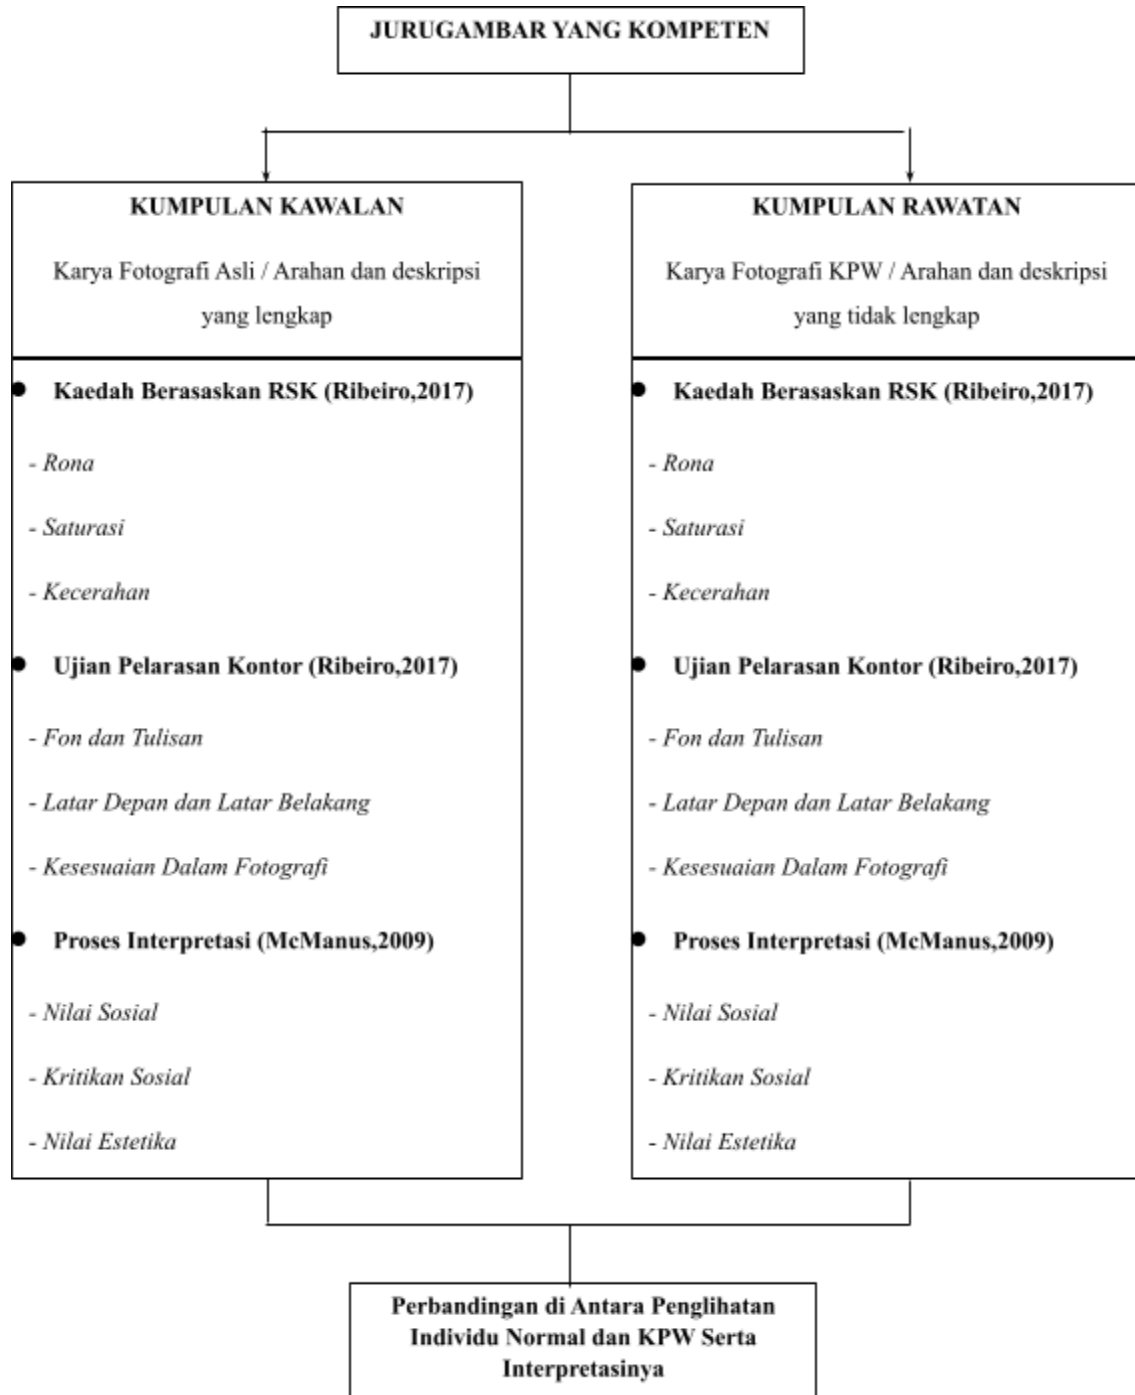 JURUGAMBAR YANG KOMPETEN
KUMPULAN KAWALAN
Karya Fotografi Asli / Arahan dan deskripsi
yang lengkap
● Kaedah Berasaskan RSK (Ribeiro,2017)
- Rona
- Saturasi
- Kecerahan
● Ujian Pelarasan Kontor (Ribeiro,2017)
- Fon dan Tulisan
- Latar Depan dan Latar Belakang
- Kesesuaian Dalam Fotografi
● Proses Interpretasi (McManus,2009)
- Nilai Sosial
- Kritikan Sosial
- Nilai Estetika
KUMPULAN RAWATAN
Karya Fotografi KPW / Arahan dan deskripsi
yang tidak lengkap
● Kaedah Berasaskan RSK (Ribeiro,2017)
- Rona
- Saturasi
- Kecerahan
● Ujian Pelarasan Kontor (Ribeiro,2017)
- Fon dan Tulisan
- Latar Depan dan Latar Belakang
- Kesesuaian Dalam Fotografi
● Proses Interpretasi (McManus,2009)
- Nilai Sosial
- Kritikan Sosial
- Nilai Estetika
Perbandingan di Antara Penglihatan
Individu Normal dan KPW Serta
Interpretasinya